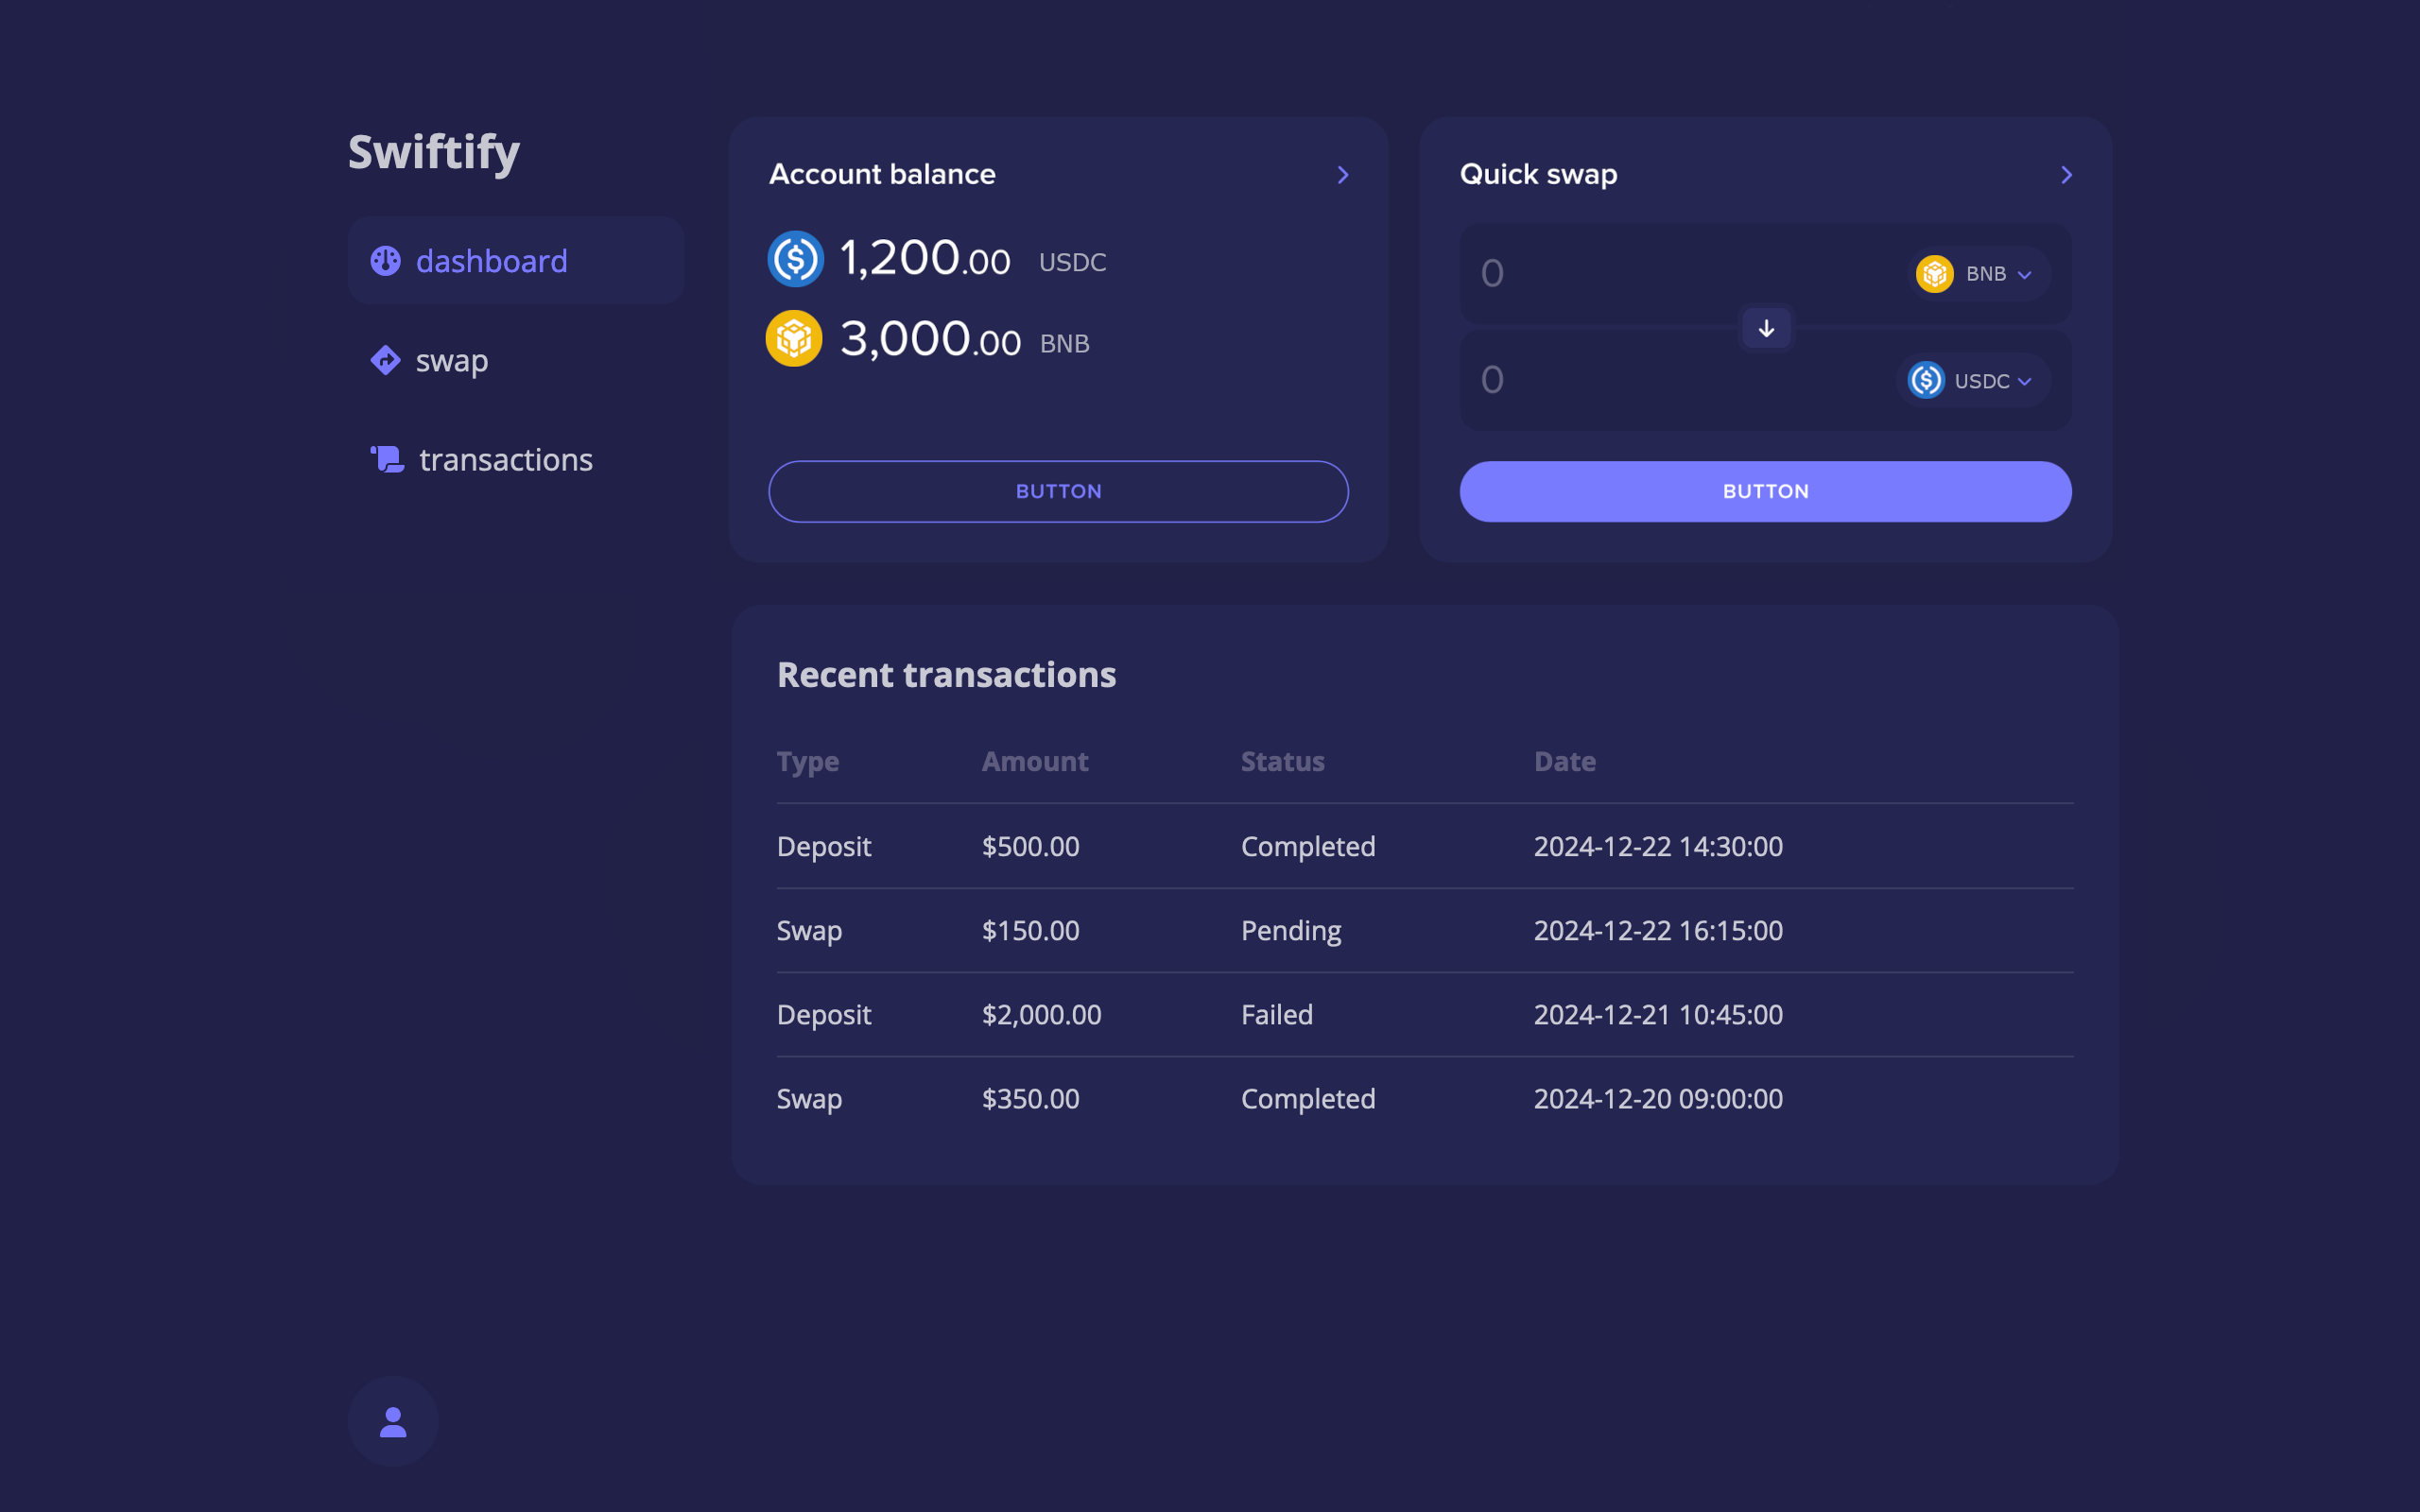 Swiftify
dashboard
swap
transactions
Account balance
1,200.00 USDC
3,000.00 BNB
BUTTON
Quick swap
0 BNB
0 USDC
BUTTON
Recent transactions
Type Amount Status Date
Deposit $500.00 Completed 2024-12-22 14:30:00
Swap $150.00 Pending 2024-12-22 16:15:00
Deposit $2,000.00 Failed 2024-12-21 10:45:00
Swap $350.00 Completed 2024-12-20 09:00:00